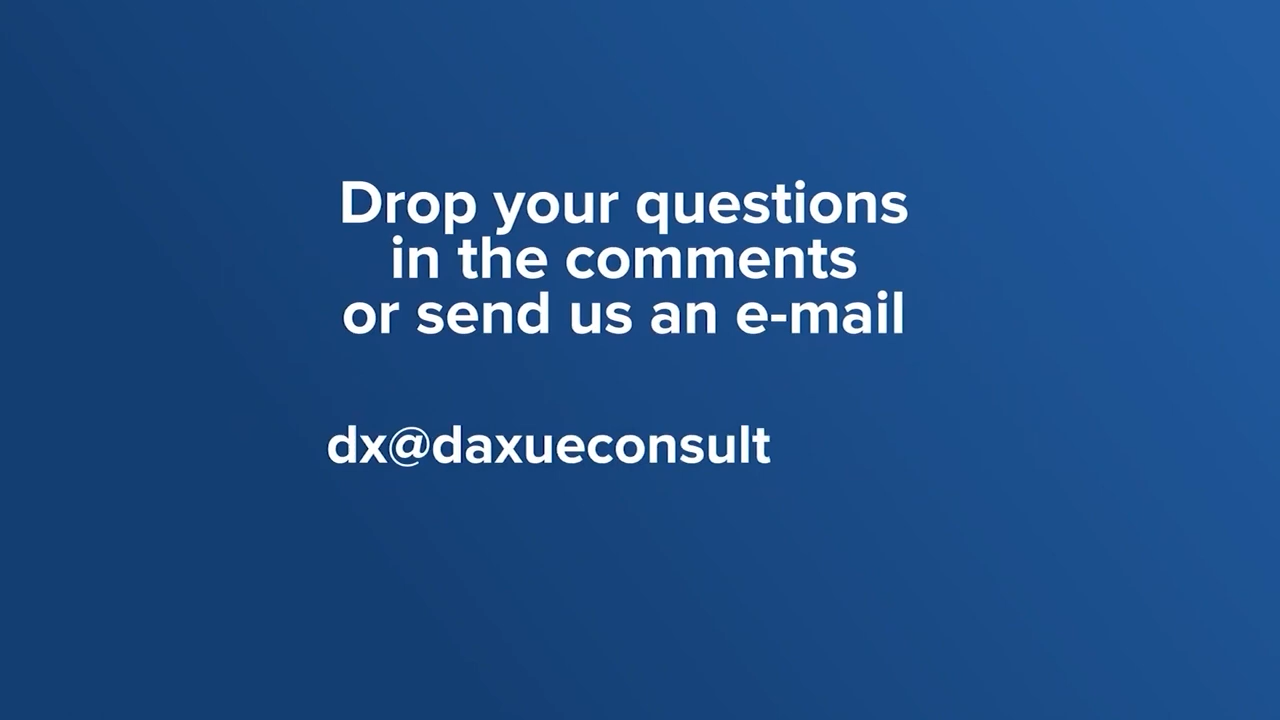 Drop your questions
in the comments
or send us an e-mail
dx@daxueconsult